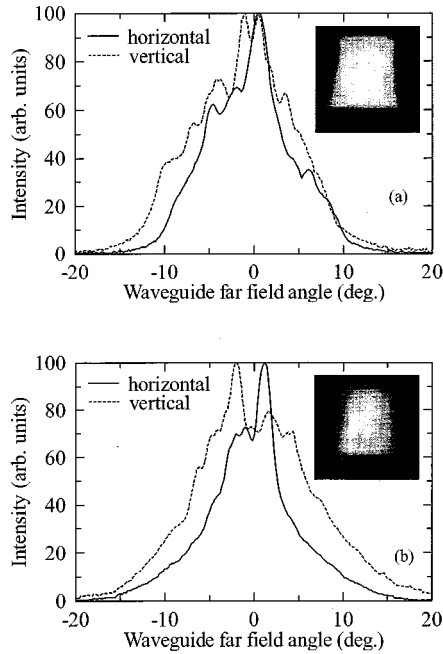 100
horizontal
vertical
80
60
40
20
0
Intensity (arb. units)
(a)
-20
-10
0
10
20
Waveguide far field angle (deg.)
100
horizontal
vertical
80
60
40
20
0
Intensity (arb. units)
(b)
-20
-10
0
10
20
Waveguide far field angle (deg.)